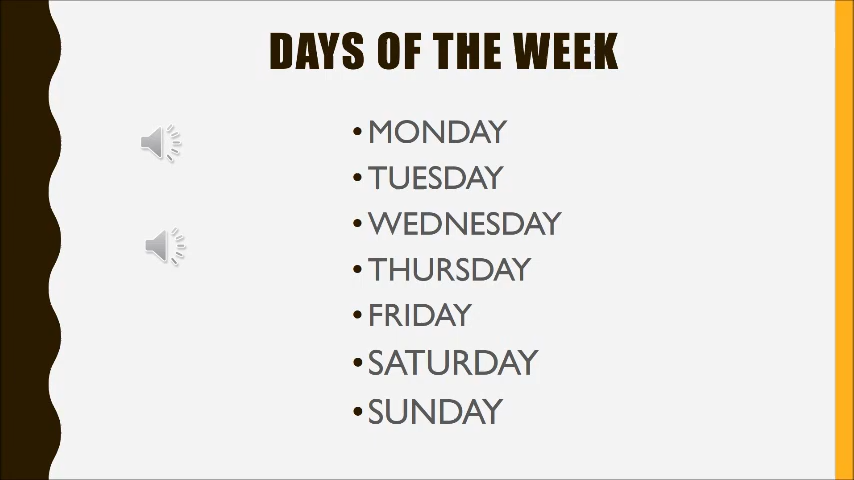 DAYS OF THE WEEK
•MONDAY
•TUESDAY
•WEDNESDAY
•THURSDAY
•FRIDAY
•SATURDAY
•SUNDAY